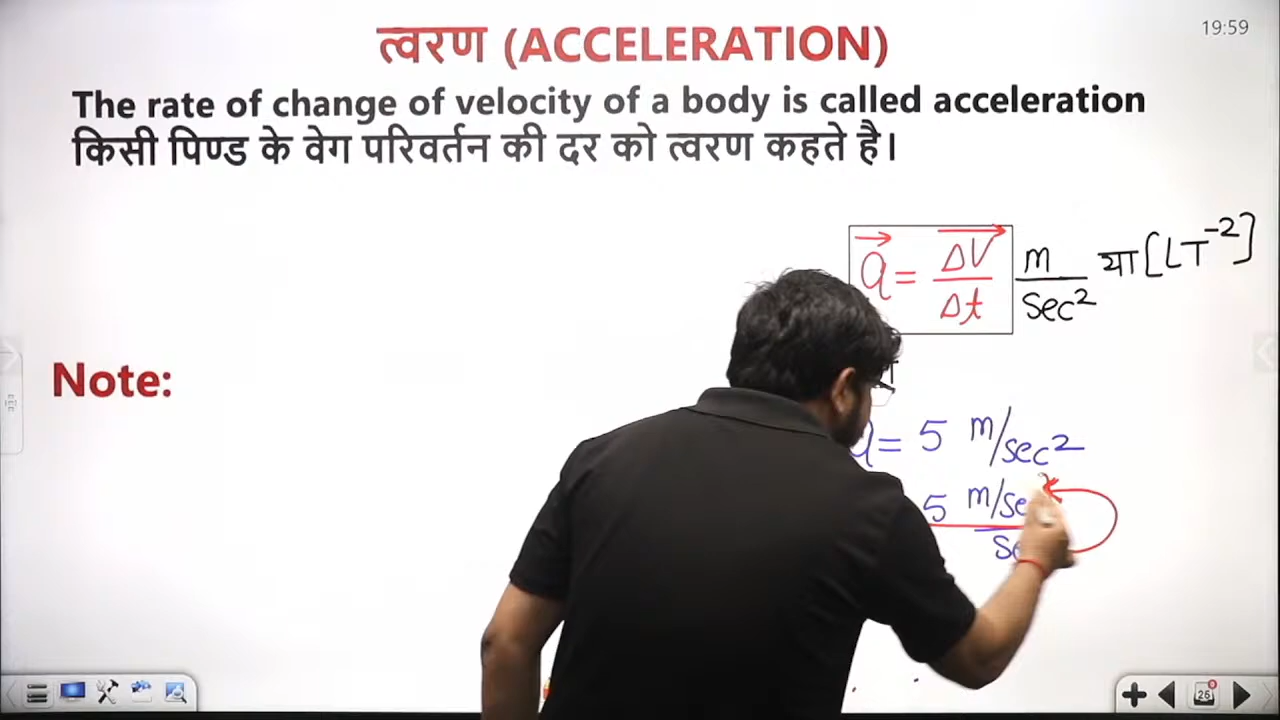 19:59
त्वरण (ACCELERATION)
The rate of change of velocity of a body is called acceleration
किसी पिण्ड के वेग परिवर्तन की दर को त्वरण कहते है।
a = ΔV/Δt m/sec² या [LT⁻²]
Note:
= 5 m/sec²
5 m/se
26